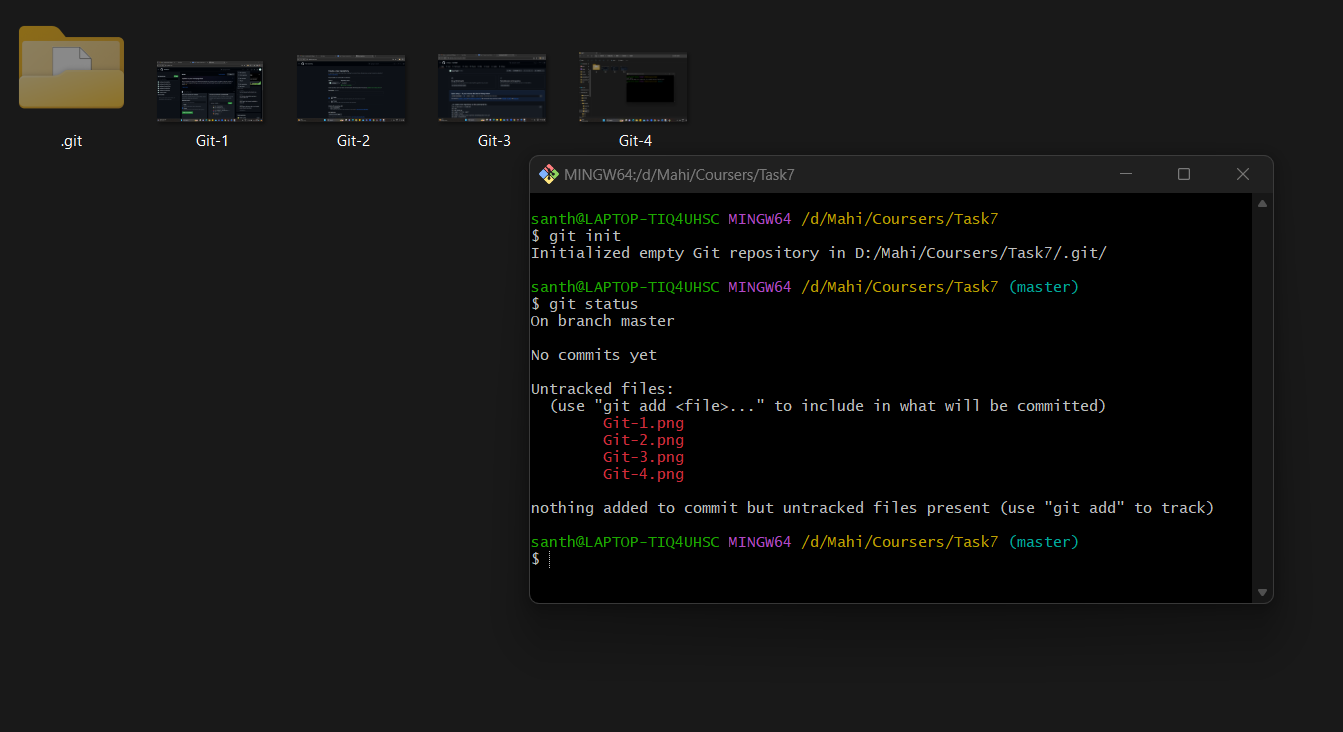 .git
Git-1
Git-2
Git-3
Git-4
MINGW64:/d/Mahi/Coursers/Task7
santh@LAPTOP-TIQ4UHSC MINGW64 /d/Mahi/Coursers/Task7
$ git init
Initialized empty Git repository in D:/Mahi/Coursers/Task7/.git/
santh@LAPTOP-TIQ4UHSC MINGW64 /d/Mahi/Coursers/Task7 (master)
$ git status
On branch master
No commits yet
Untracked files:
(use "git add <file>..." to include in what will be committed)
Git-1.png
Git-2.png
Git-3.png
Git-4.png
nothing added to commit but untracked files present (use "git add" to track)
santh@LAPTOP-TIQ4UHSC MINGW64 /d/Mahi/Coursers/Task7 (master)
$